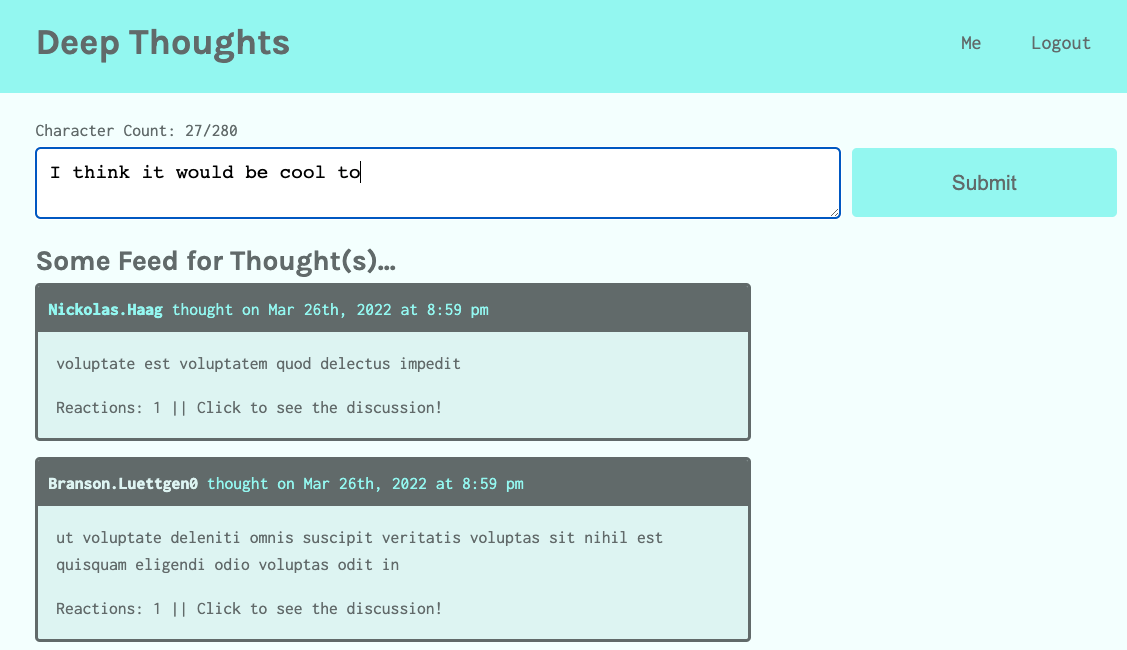 Deep Thoughts
Me Logout
Character Count: 27/280
I think it would be cool to
Submit
Some Feed for Thought(s)...
Nickolas.Haag thought on Mar 26th, 2022 at 8:59 pm
voluptate est voluptatem quod delectus impedit
Reactions: 1 || Click to see the discussion!
Branson.Luettgen0 thought on Mar 26th, 2022 at 8:59 pm
ut voluptate deleniti omnis suscipit veritatis voluptas sit nihil est
quisquam eligendi odio voluptas odit in
Reactions: 1 || Click to see the discussion!